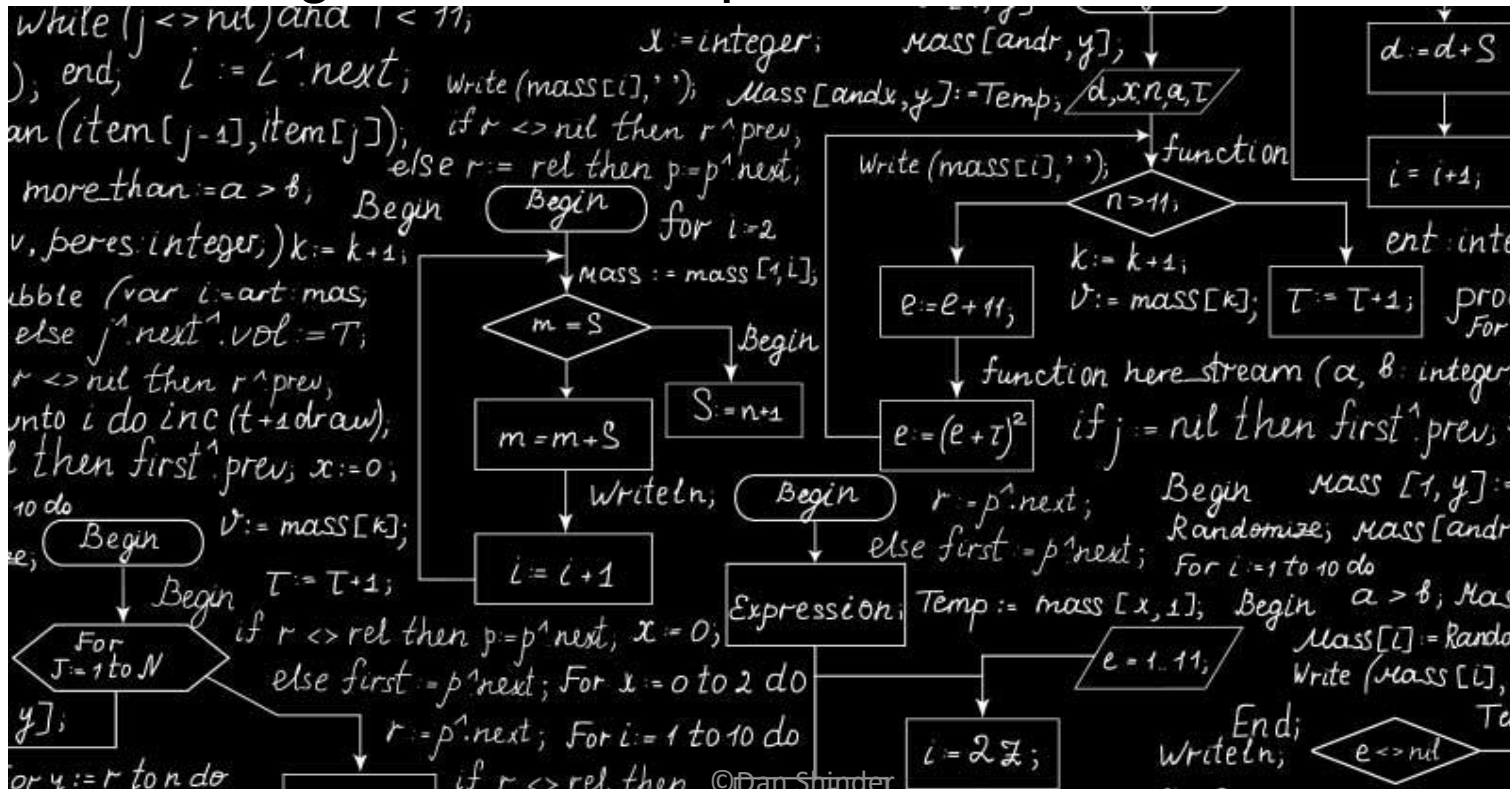 while (j <> nil) and i < 11;
); end; i := i^.next;
x := integer;
mass[andr, y];
d := d + S
Write (mass[i],' ');
Mass [andx, y] := Temp;
d, x, n, a, τ
an (item [j-1], item[j]);
if r <> nil then r^prev;
else r := rel then p=p^.next;
Write (mass[i],' ');
function
i = i+1;
more_than := a > b;
Begin
Begin
for i:=2
n>11;
v, peres: integer;) k:= k+1;
mass := mass [1, i];
k:= k+1;
ent : inte
ubble (var i:=art: mas;
m = S
e:=e+11;
v:= mass[k];
τ := τ+1;
pro
For
else j^.next^.vol := T;
Begin
r <> nil then r^prev;
S:=n+1
function here_stream (a, b: integer
unto i do inc (t+1draw);
m=m+S
e:=(e+τ)²
if j := nil then first^.prev;
l then first^.prev; x:=0;
Writeln;
Begin
r:=p^.next;
Begin
mass [1, y]:=
10 do
Begin
v:= mass[k];
else first := p^next;
Randomize; mass[andr
e;
i:= i+1
For i:=1 to 10 do
Begin
τ := τ+1;
Expression;
Temp := mass [x, 1];
Begin
a > b; Mas
For
J:=1 to N
if r <> rel then p:=p^next; x := 0;
e = 1..11;
Mass[i] := Rando
Write (mass [i],
else first := p^next; For x := 0 to 2 do
y];
r:=p^.next; For i:= 1 to 10 do
i = 2Z;
End;
Writeln;
e <> nil
Te
or y := r to n do
if r <> rel then
©Dan Shinder